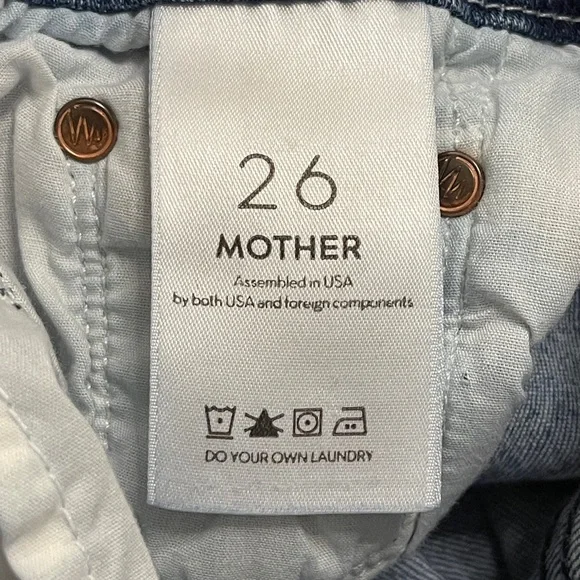 26
MOTHER
Assembled in USA
by both USA and foreign components
DO YOUR OWN LAUNDRY